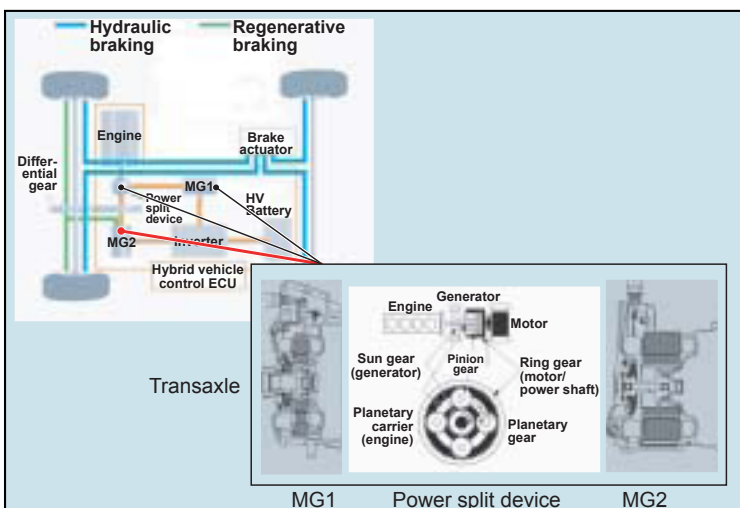 Hydraulic
braking
Regenerative
braking
Engine
Brake
actuator
Differ-
ential
gear
MG1
Power
split
device
HV
Battery
MG2
Inverter
Hybrid vehicle
control ECU
Generator
Engine
Motor
Sun gear
(generator)
Pinion
gear
Ring gear
(motor/
power shaft)
Transaxle
Planetary
carrier
(engine)
Planetary
gear
MG1
Power split device
MG2